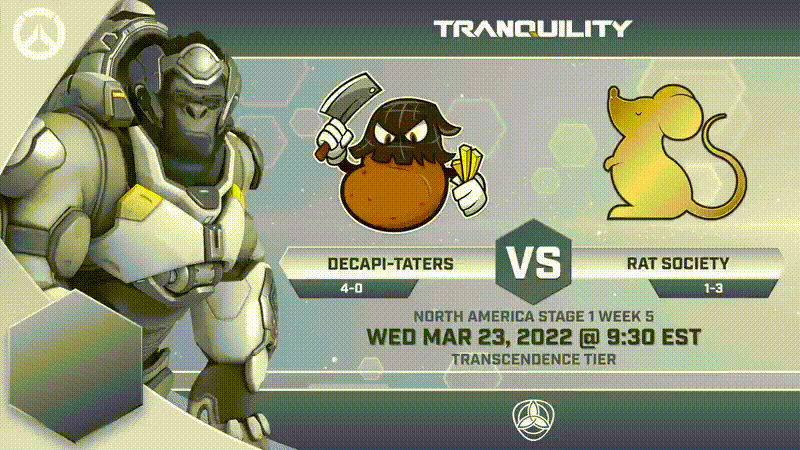 TRANQUILITY
DECAPI-TATERS
4-0
VS
RAT SOCIETY
1-3
NORTH AMERICA STAGE 1 WEEK 5
WED MAR 23, 2022 @ 9:30 EST
TRANSCENDENCE TIER